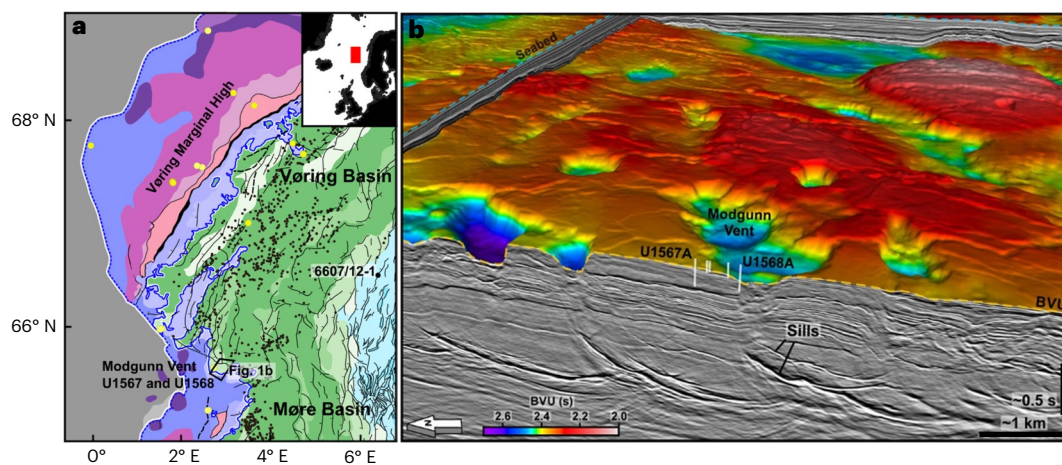 a
68° N
66° N
Vøring Marginal High
Vøring Basin
6607/12-1
Modgunn Vent
U1567 and U1568
Fig. 1b
Møre Basin
0°
2° E
4° E
6° E
b
Seabed
Modgunn
Vent
U1567A
U1568A
BVU
Sills
BVU (s)
2.6 2.4 2.2 2.0
N
~0.5 s
~1 km